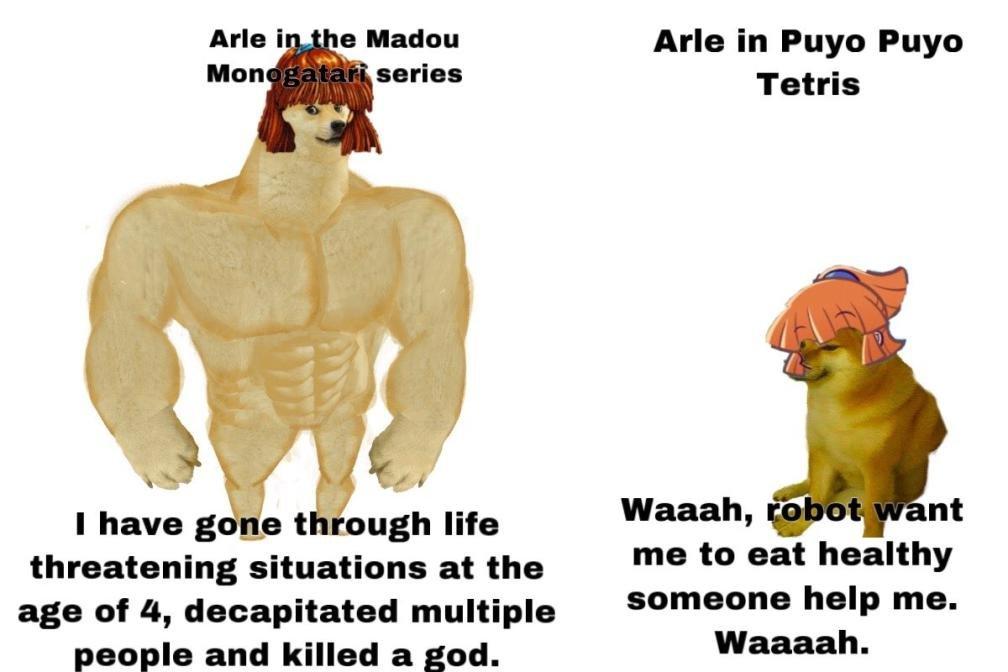 Arle in the Madou
Monogatari series
Arle in Puyo Puyo
Tetris
I have gone through life
threatening situations at the
age of 4, decapitated multiple
people and killed a god.
Waaah, robot want
me to eat healthy
someone help me.
Waaaah.